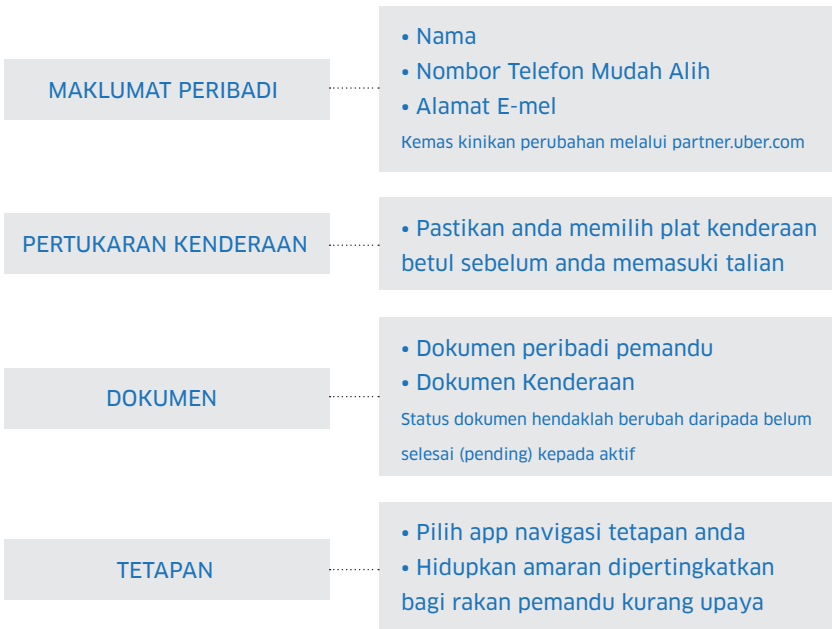 MAKLUMAT PERIBADI
• Nama
• Nombor Telefon Mudah Alih
• Alamat E-mel
Kemas kinikan perubahan melalui partner.uber.com
PERTUKARAN KENDERAAN
• Pastikan anda memilih plat kenderaan
betul sebelum anda memasuki talian
DOKUMEN
• Dokumen peribadi pemandu
• Dokumen Kenderaan
Status dokumen hendaklah berubah daripada belum
selesai (pending) kepada aktif
TETAPAN
• Pilih app navigasi tetapan anda
• Hidupkan amaran dipertingkatkan
bagi rakan pemandu kurang upaya